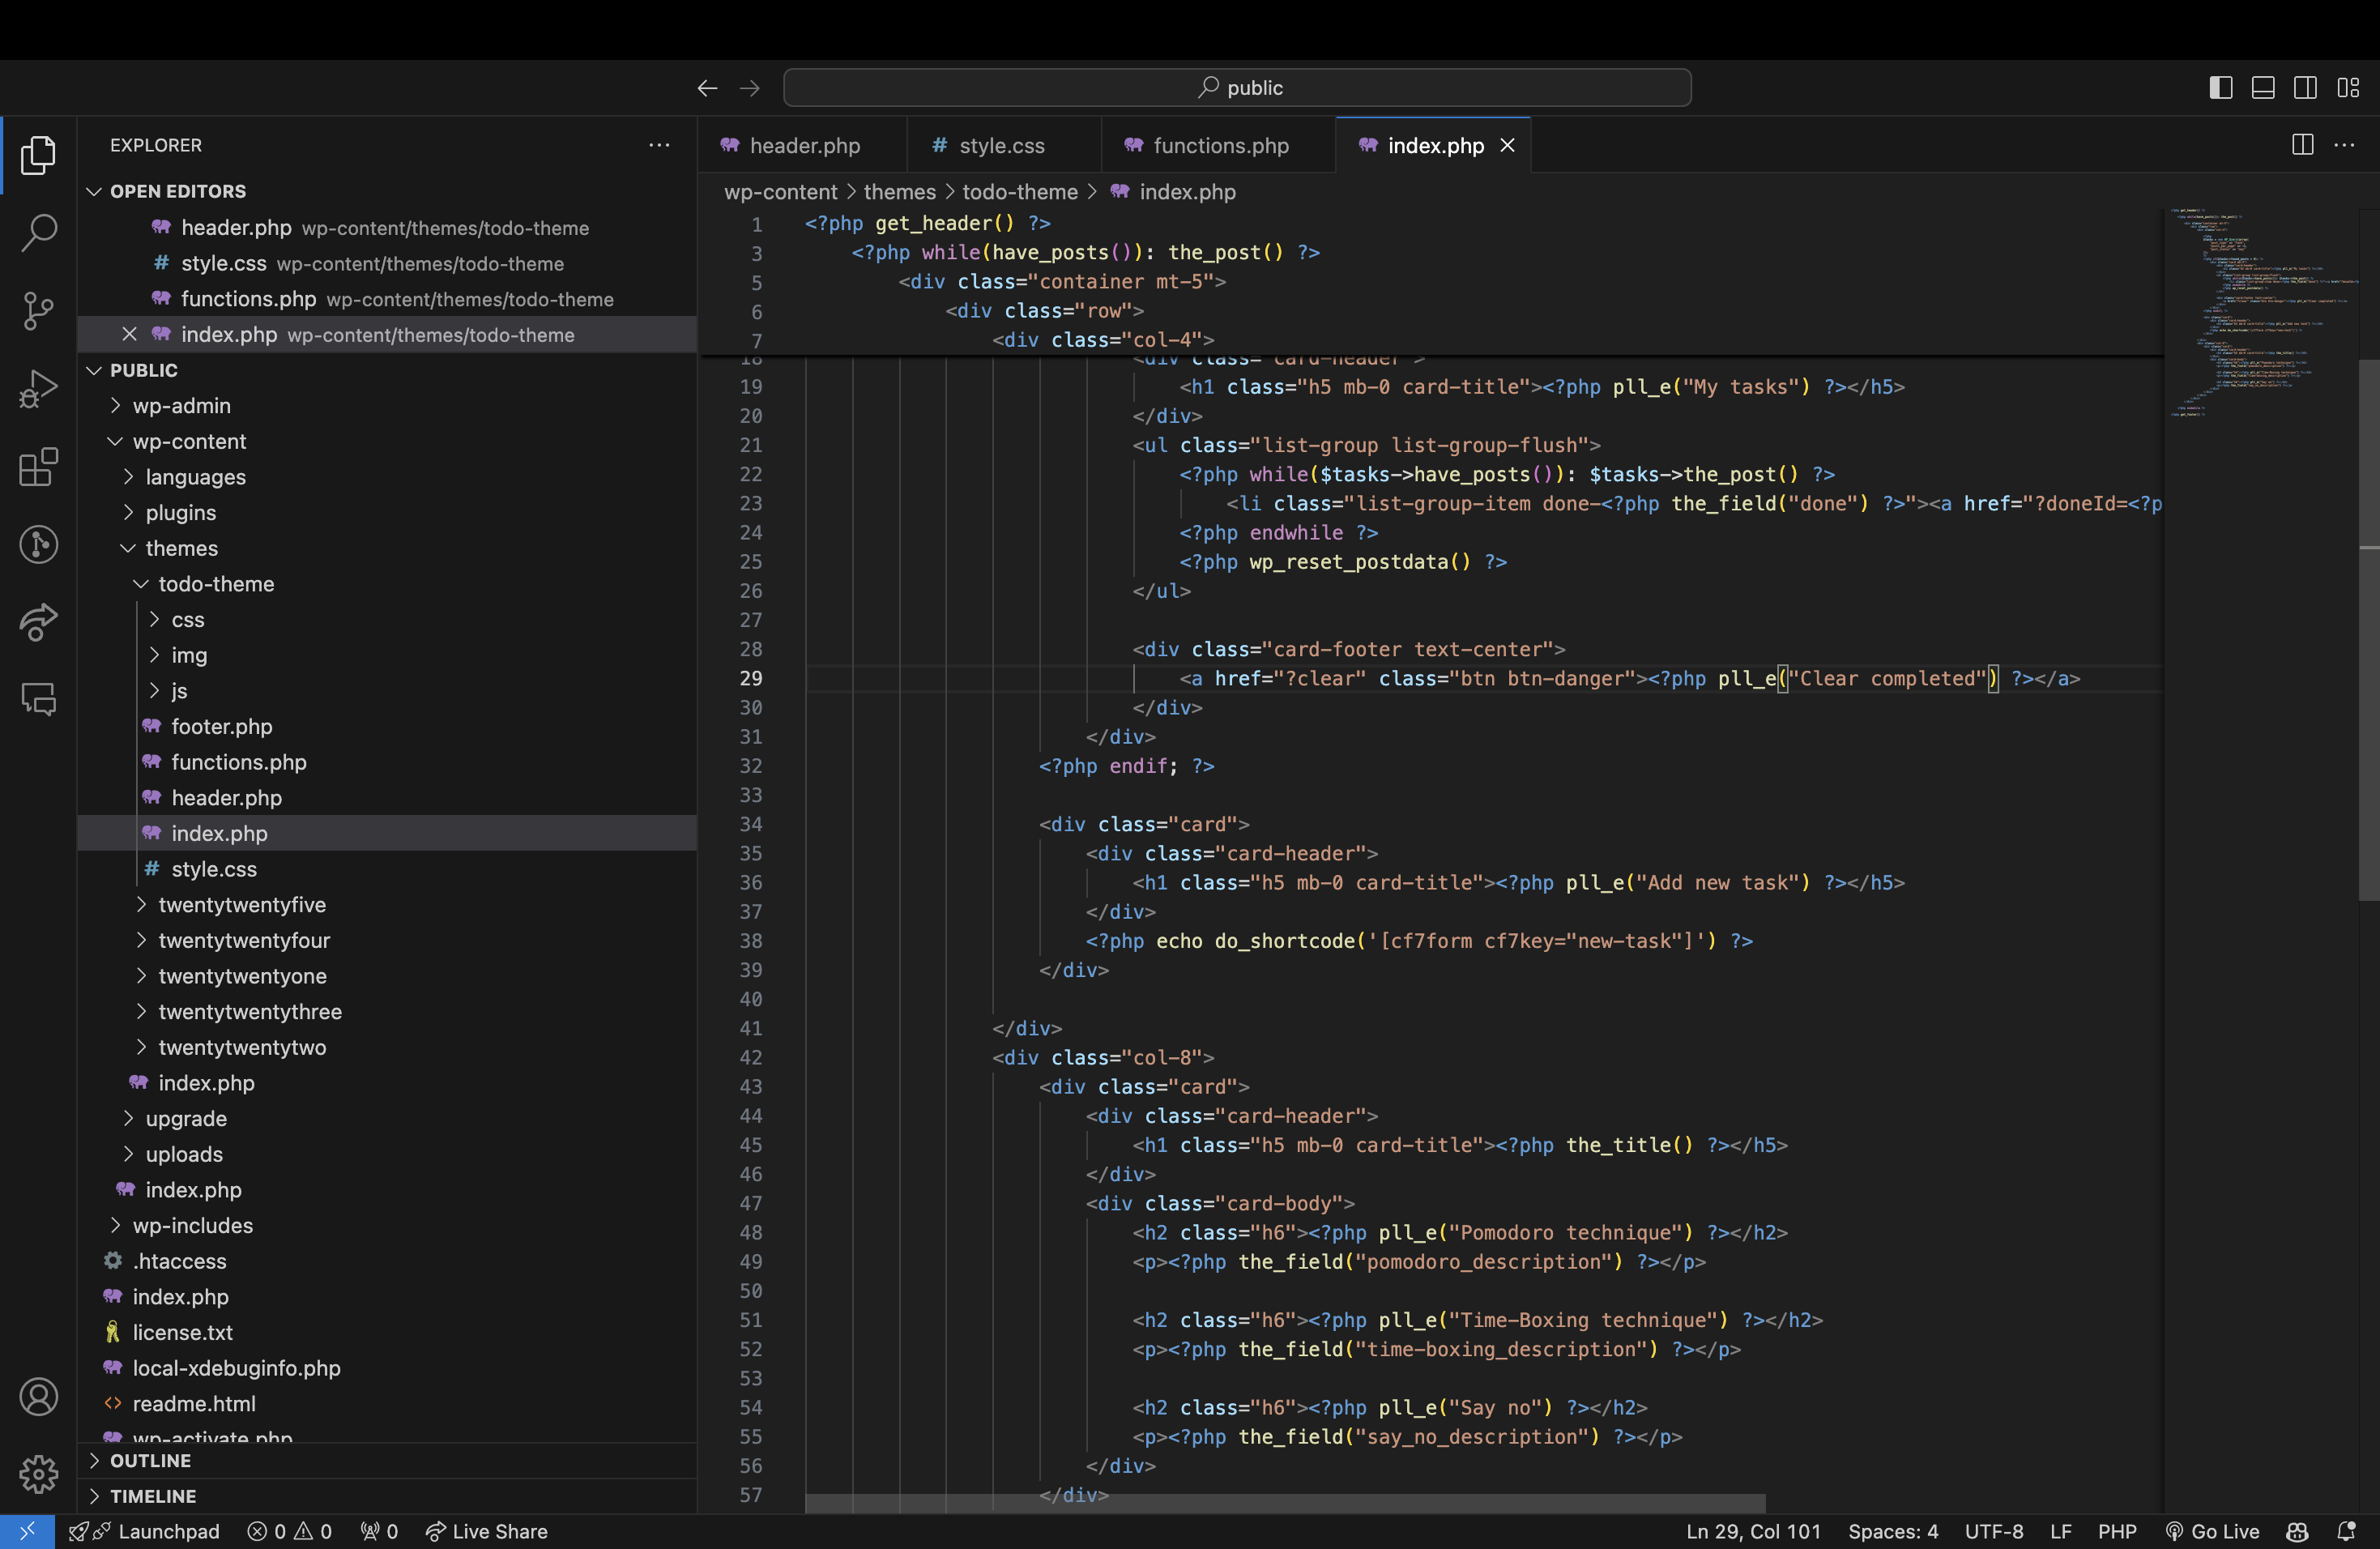 public
EXPLORER
OPEN EDITORS
header.php wp-content/themes/todo-theme
# style.css wp-content/themes/todo-theme
functions.php wp-content/themes/todo-theme
index.php wp-content/themes/todo-theme
PUBLIC
wp-admin
wp-content
languages
plugins
themes
todo-theme
css
img
js
footer.php
functions.php
header.php
index.php
# style.css
twentytwentyfive
twentytwentyfour
twentytwentyone
twentytwentythree
twentytwentytwo
index.php
upgrade
uploads
index.php
wp-includes
.htaccess
index.php
license.txt
local-xdebuginfo.php
<> readme.html
wp-activate.php
OUTLINE
TIMELINE
header.php # style.css functions.php index.php
wp-content > themes > todo-theme > index.php
1 <?php get_header() ?>
3 <?php while(have_posts()): the_post() ?>
5 <div class="container mt-5">
6 <div class="row">
7 <div class="col-4">
18 <div class="card-header">
19 <h1 class="h5 mb-0 card-title"><?php pll_e("My tasks") ?></h5>
20 </div>
21 <ul class="list-group list-group-flush">
22 <?php while($tasks->have_posts()): $tasks->the_post() ?>
23 <li class="list-group-item done-<?php the_field("done") ?>"><a href="?doneId=<?p
24 <?php endwhile ?>
25 <?php wp_reset_postdata() ?>
26 </ul>
27
28 <div class="card-footer text-center">
29 <a href="?clear" class="btn btn-danger"><?php pll_e("Clear completed") ?></a>
30 </div>
31 </div>
32 <?php endif; ?>
33
34 <div class="card">
35 <div class="card-header">
36 <h1 class="h5 mb-0 card-title"><?php pll_e("Add new task") ?></h5>
37 </div>
38 <?php echo do_shortcode('[cf7form cf7key="new-task"]') ?>
39 </div>
40
41 </div>
42 <div class="col-8">
43 <div class="card">
44 <div class="card-header">
45 <h1 class="h5 mb-0 card-title"><?php the_title() ?></h5>
46 </div>
47 <div class="card-body">
48 <h2 class="h6"><?php pll_e("Pomodoro technique") ?></h2>
49 <p><?php the_field("pomodoro_description") ?></p>
50
51 <h2 class="h6"><?php pll_e("Time-Boxing technique") ?></h2>
52 <p><?php the_field("time-boxing_description") ?></p>
53
54 <h2 class="h6"><?php pll_e("Say no") ?></h2>
55 <p><?php the_field("say_no_description") ?></p>
56 </div>
57 </div>
Launchpad 0 0 0 Live Share Ln 29, Col 101 Spaces: 4 UTF-8 LF PHP Go Live